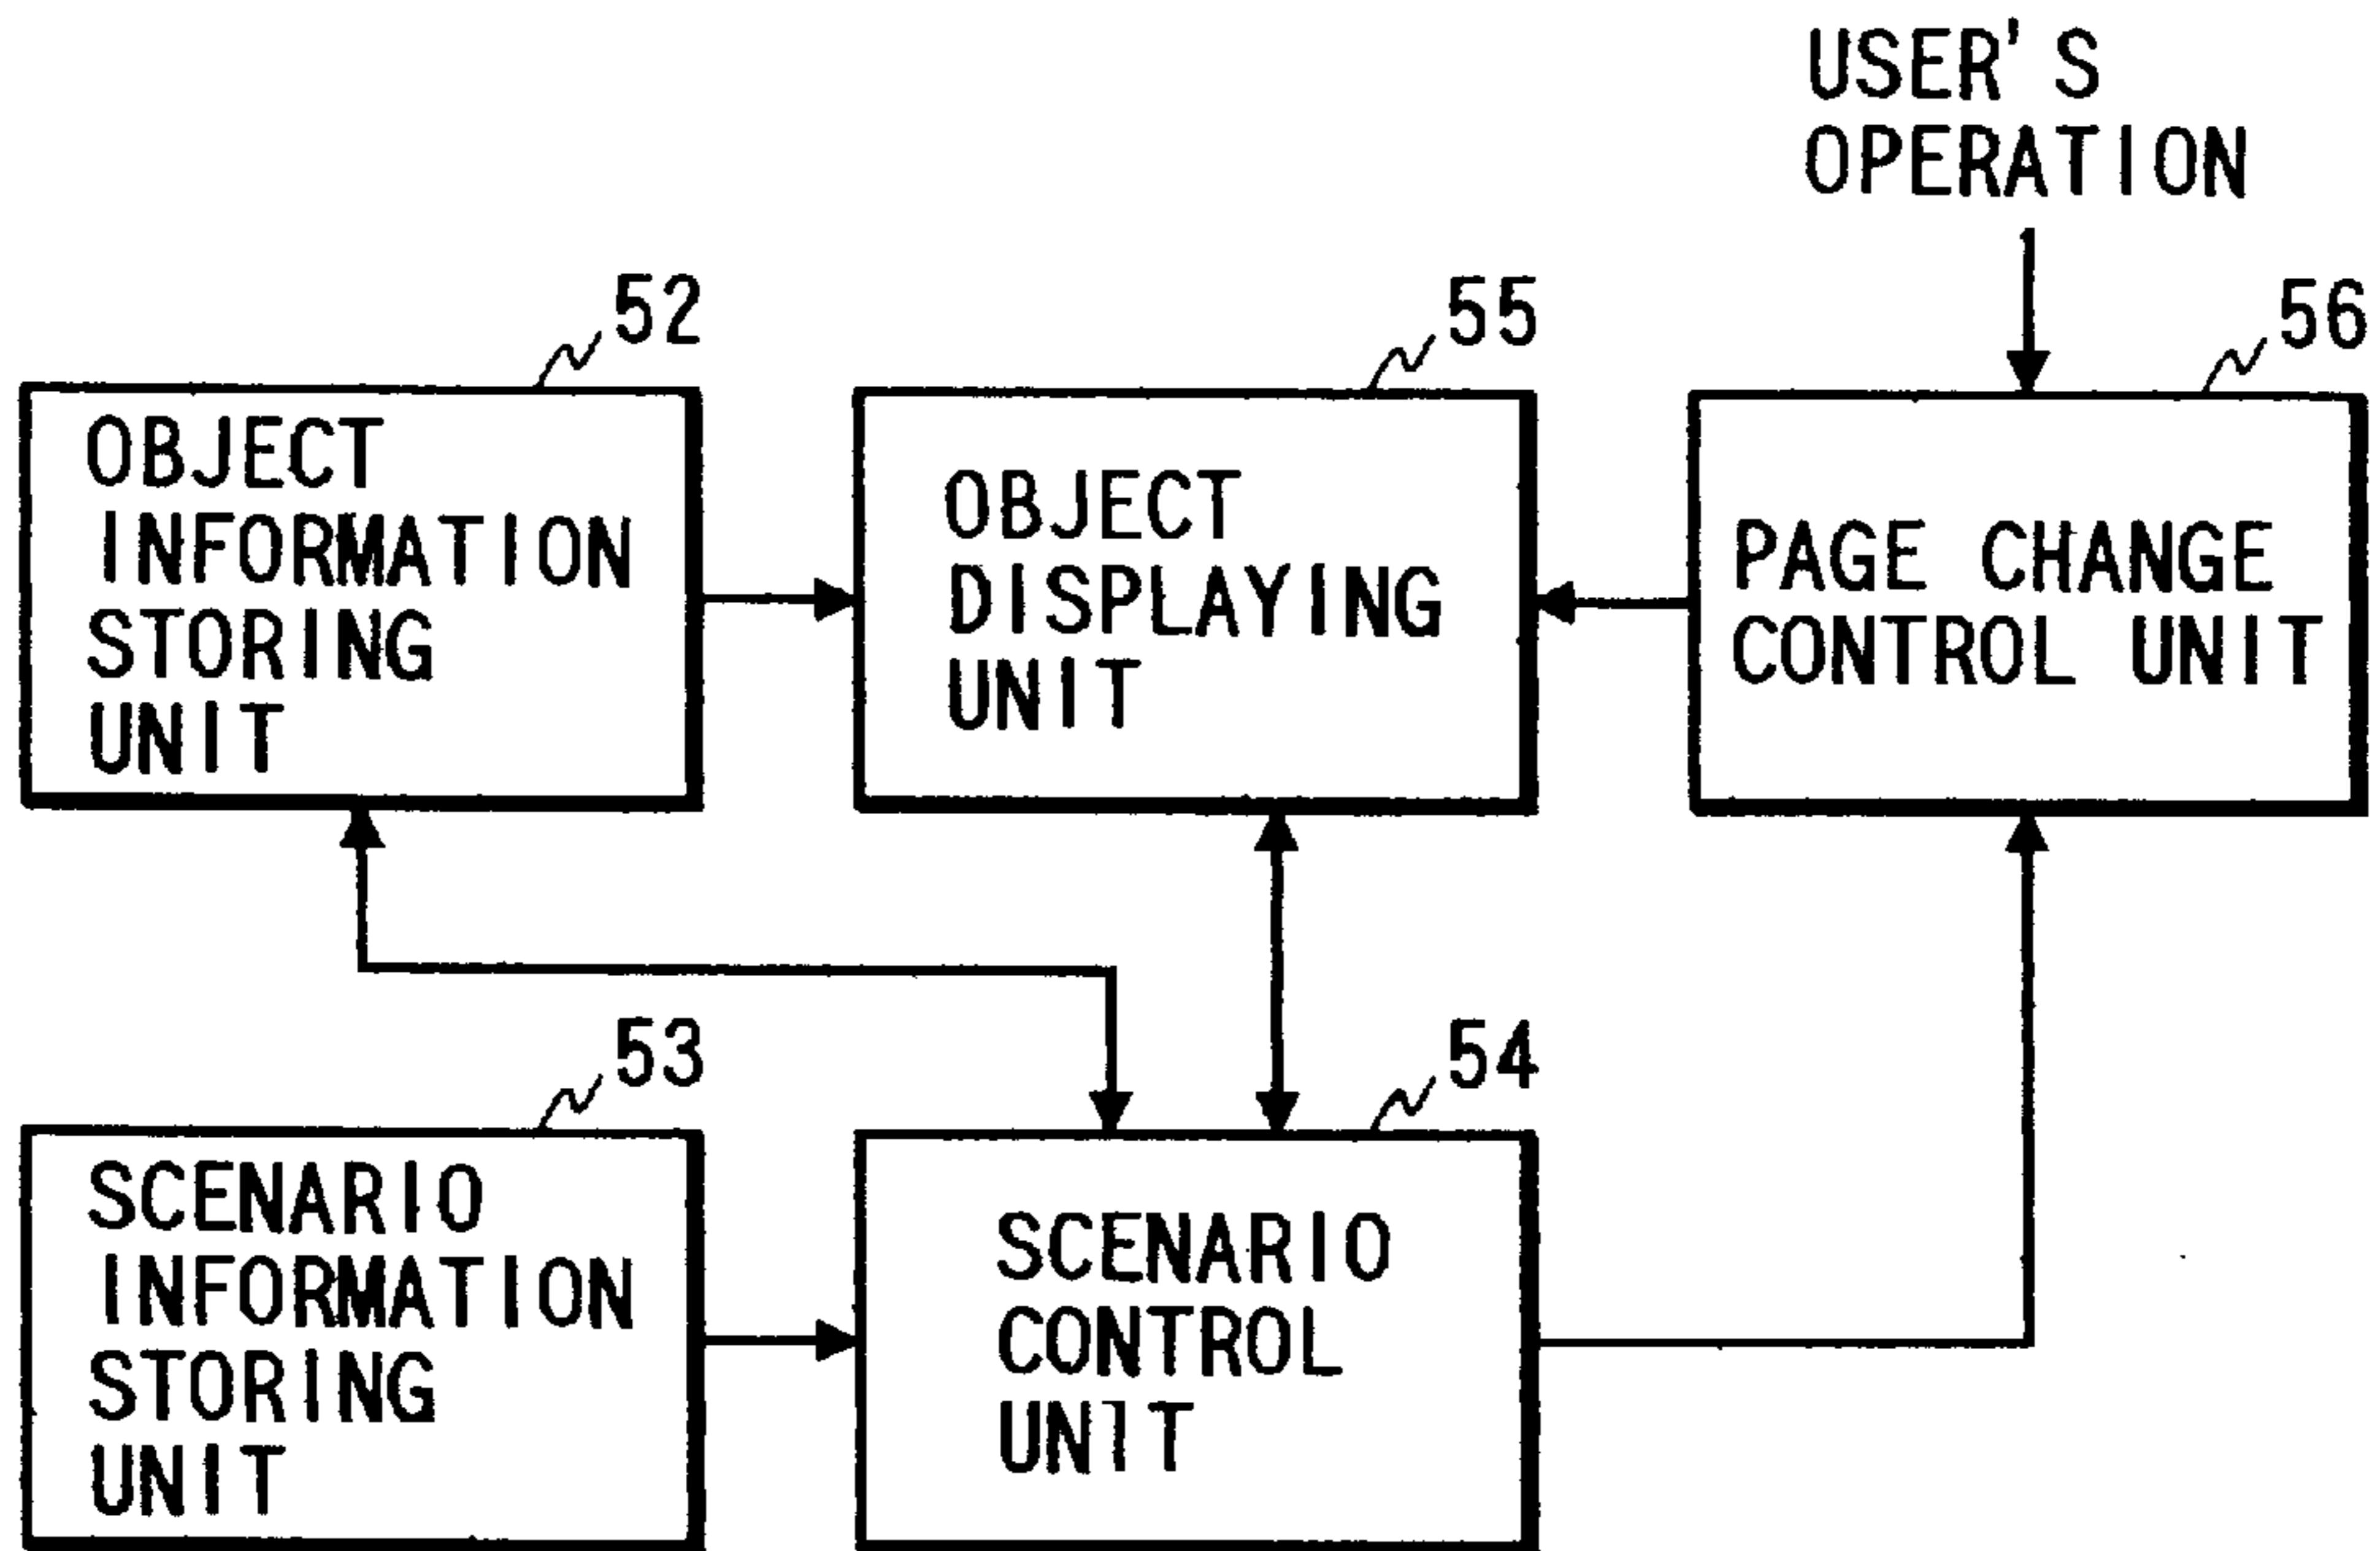 USER'S
OPERATION
52
55
56
OBJECT
INFORMATION
STORING
UNIT
OBJECT
DISPLAYING
UNIT
PAGE CHANGE
CONTROL UNIT
53
54
SCENARIO
INFORMATION
STORING
UNIT
SCENARIO
CONTROL
UNIT